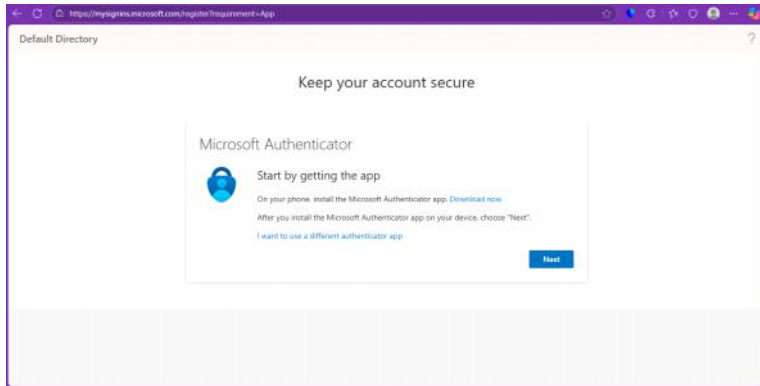 https://mysignins.microsoft.com/register?requirement=App
Default Directory
?
Keep your account secure
Microsoft Authenticator
Start by getting the app
On your phone, install the Microsoft Authenticator app. Download now
After you install the Microsoft Authenticator app on your device, choose "Next".
I want to use a different authenticator app
Next